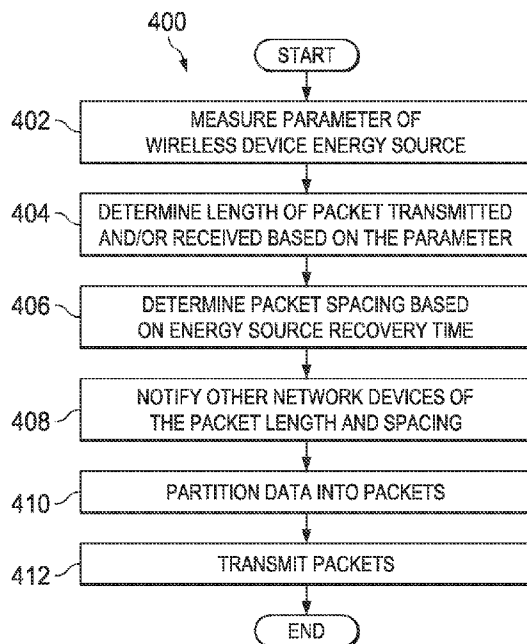 400
START
402
MEASURE PARAMETER OF
WIRELESS DEVICE ENERGY SOURCE
404
DETERMINE LENGTH OF PACKET TRANSMITTED
AND/OR RECEIVED BASED ON THE PARAMETER
406
DETERMINE PACKET SPACING BASED
ON ENERGY SOURCE RECOVERY TIME
408
NOTIFY OTHER NETWORK DEVICES OF
THE PACKET LENGTH AND SPACING
410
PARTITION DATA INTO PACKETS
412
TRANSMIT PACKETS
END